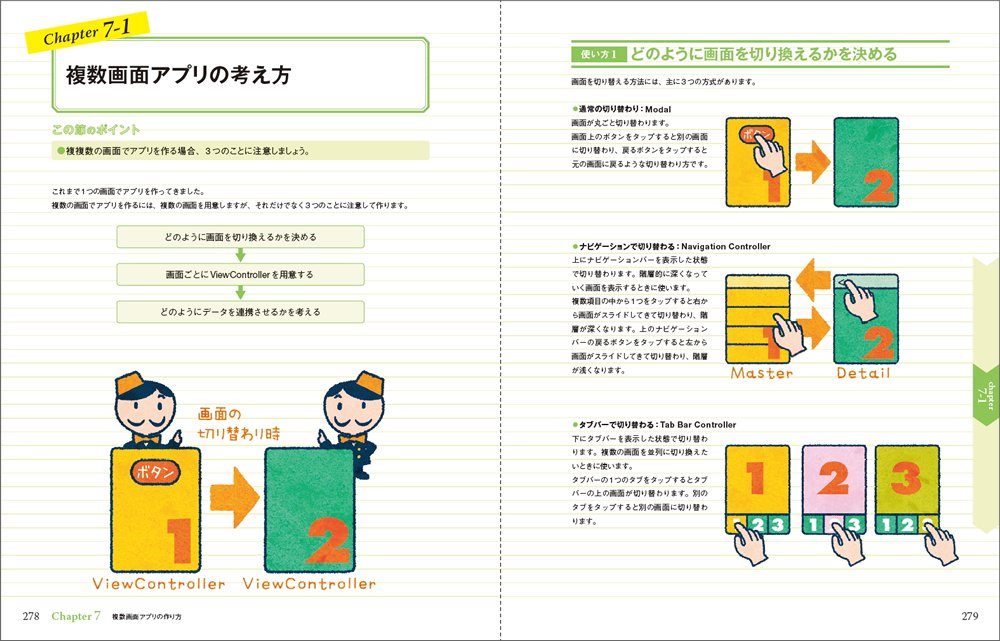 Chapter 7-1
複数画面アプリの考え方
この節のポイント
●複複数の画面でアプリを作る場合、3つのことに注意しましょう。
これまで1つの画面でアプリを作ってきました。
複数の画面でアプリを作るには、複数の画面を用意しますが、それだけでなく3つのことに注意して作ります。
どのように画面を切り換えるかを決める
画面ごとにViewControllerを用意する
どのようにデータを連携させるかを考える
画面の
切り替わり時
ボタン
1
2
ViewController
ViewController
278
Chapter 7
複数画面アプリの作り方
使い方1
どのように画面を切り換えるかを決める
画面を切り替える方法には、主に3つの方式があります。
●通常の切り替わり：Modal
画面が丸ごと切り替わります。
画面上のボタンをタップすると別の画面
に切り替わり、戻るボタンをタップすると
元の画面に戻るような切り替わり方です。
ボタン
1
2
●ナビゲーションで切り替わる：Navigation Controller
上にナビゲーションバーを表示した状態
で切り替わります。階層的に深くなって
いく画面を表示するときに使います。
複数項目の中から1つをタップすると右か
ら画面がスライドしてきて切り替わり、階
層が深くなります。上のナビゲーション
バーの戻るボタンをタップすると左から
画面がスライドしてきて切り替わり、階層
が浅くなります。
1
<
2
Master
Detail
●タブバーで切り替わる：Tab Bar Controller
下にタブバーを表示した状態で切り替わ
ります。複数の画面を並列に切り換えた
いときに使います。
タブバーの1つのタブをタップするとタブ
バーの上の画面が切り替わります。別の
タブをタップすると別の画面に切り替わ
ります。
1
2
3
1 2 3
1 3
1 2
chapter
7-1
279